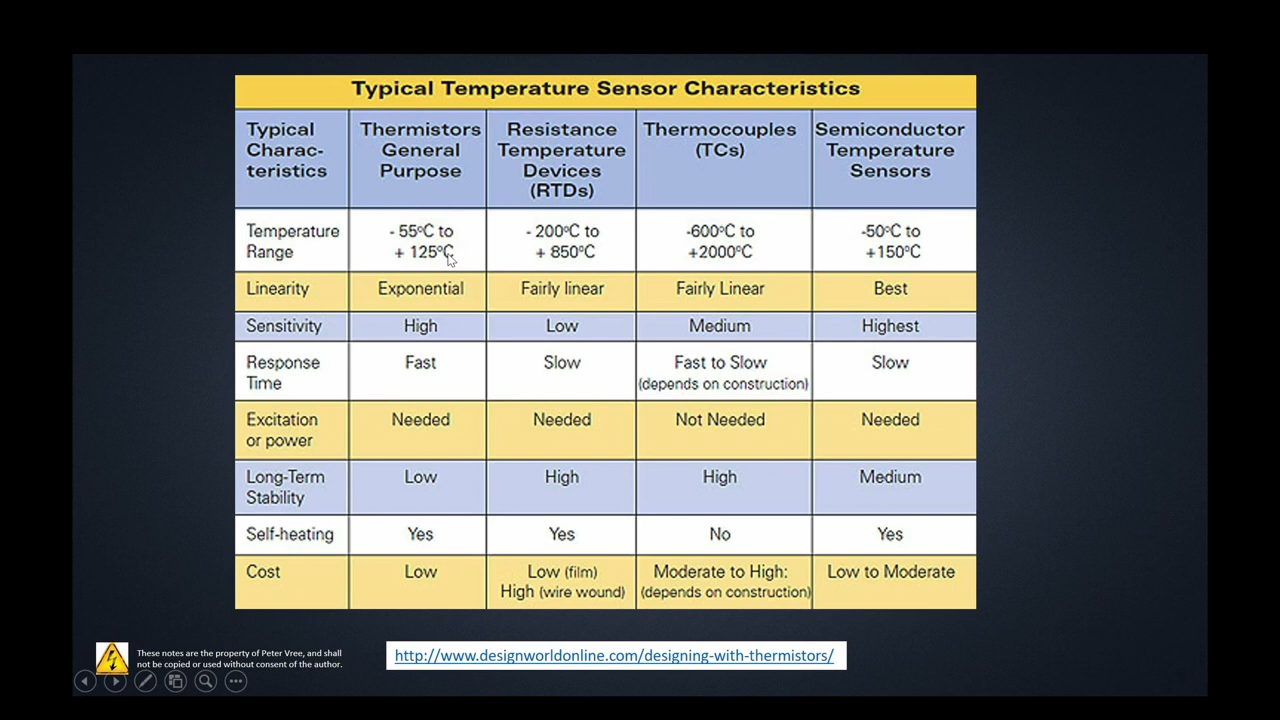 Typical Temperature Sensor Characteristics
Typical
Charac-
teristics
Thermistors
General
Purpose
Resistance
Temperature
Devices
(RTDs)
Thermocouples
(TCs)
Semiconductor
Temperature
Sensors
Temperature
Range
- 55°C to
+ 125°C
- 200°C to
+ 850°C
-600°C to
+2000°C
-50°C to
+150°C
Linearity
Exponential
Fairly linear
Fairly Linear
Best
Sensitivity
High
Low
Medium
Highest
Response
Time
Fast
Slow
Fast to Slow
(depends on construction)
Slow
Excitation
or power
Needed
Needed
Not Needed
Needed
Long-Term
Stability
Low
High
High
Medium
Self-heating
Yes
Yes
No
Yes
Cost
Low
Low (film)
High (wire wound)
Moderate to High:
(depends on construction)
Low to Moderate
These notes are the property of Peter Vree, and shall
not be copied or used without consent of the author.
http://www.designworldonline.com/designing-with-thermistors/